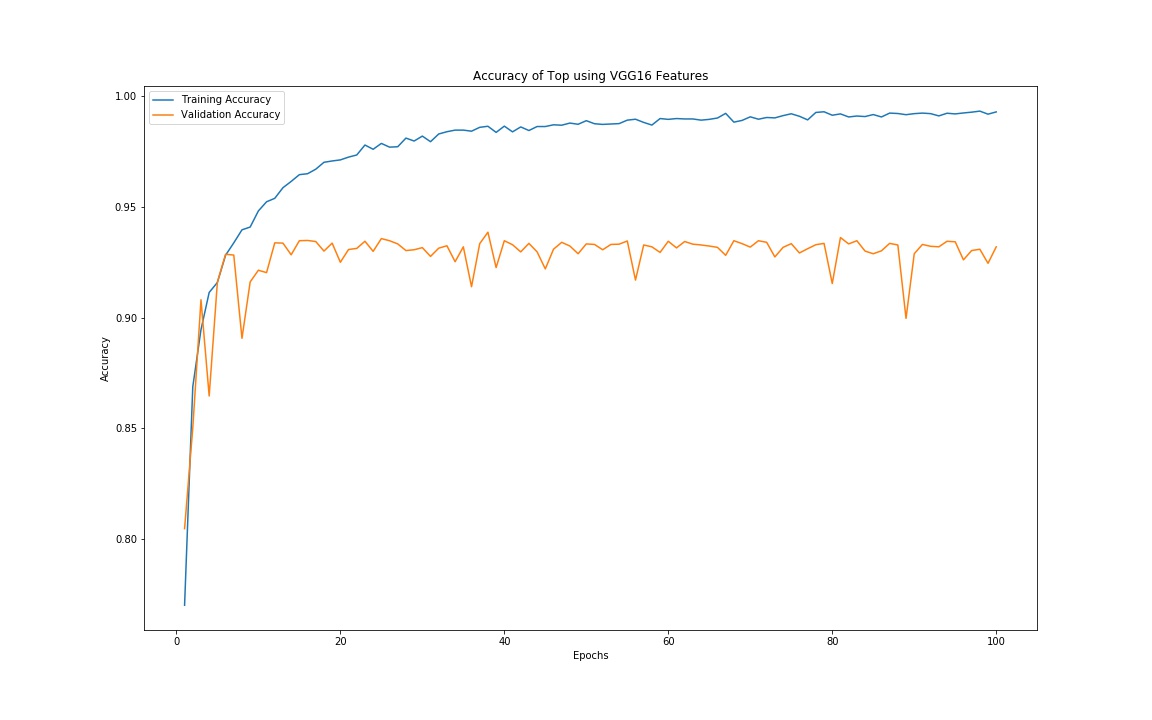 Accuracy of Top using VGG16 Features
Training Accuracy
Validation Accuracy
1.00
0.95
0.90
0.85
0.80
Accuracy
0 20 40 60 80 100
Epochs